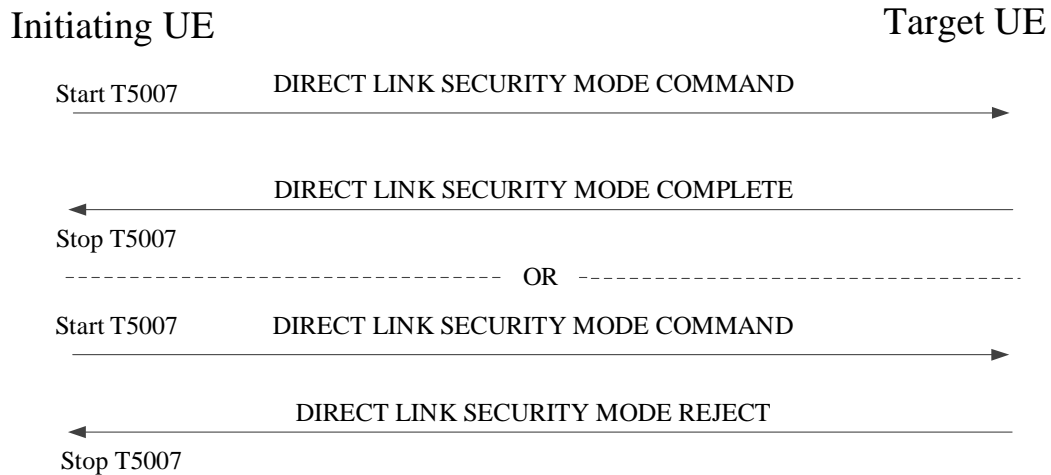 Initiating UE
Target UE
Start T5007
DIRECT LINK SECURITY MODE COMMAND
DIRECT LINK SECURITY MODE COMPLETE
Stop T5007
OR
Start T5007
DIRECT LINK SECURITY MODE COMMAND
DIRECT LINK SECURITY MODE REJECT
Stop T5007